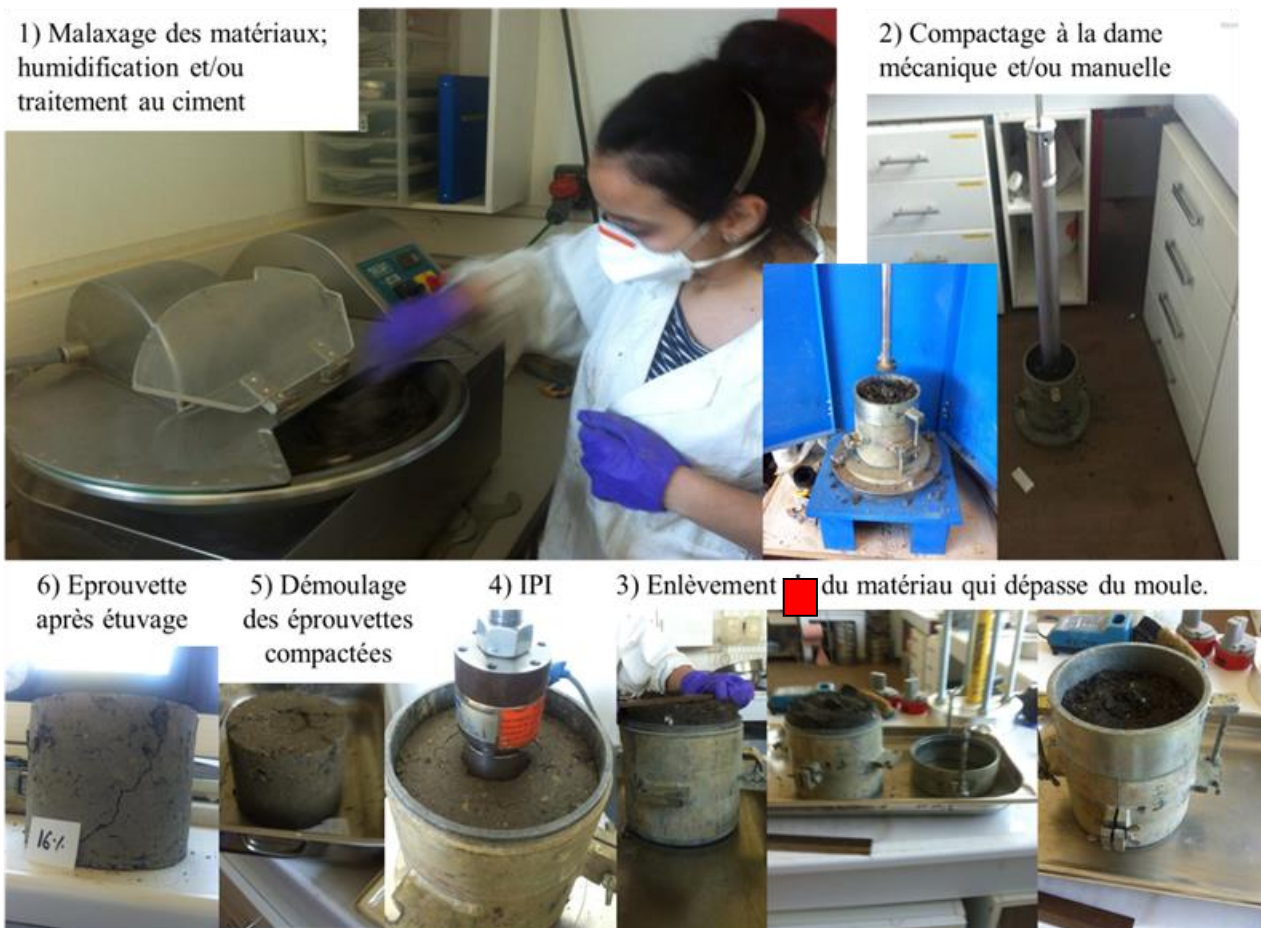 1) Malaxage des matériaux;
humidification et/ou
traitement au ciment
2) Compactage à la dame
mécanique et/ou manuelle
6) Eprouvette
après étuvage
5) Démoulage
des éprouvettes
compactées
4) IPI
3) Enlèvement du matériau qui dépasse du moule.
16%